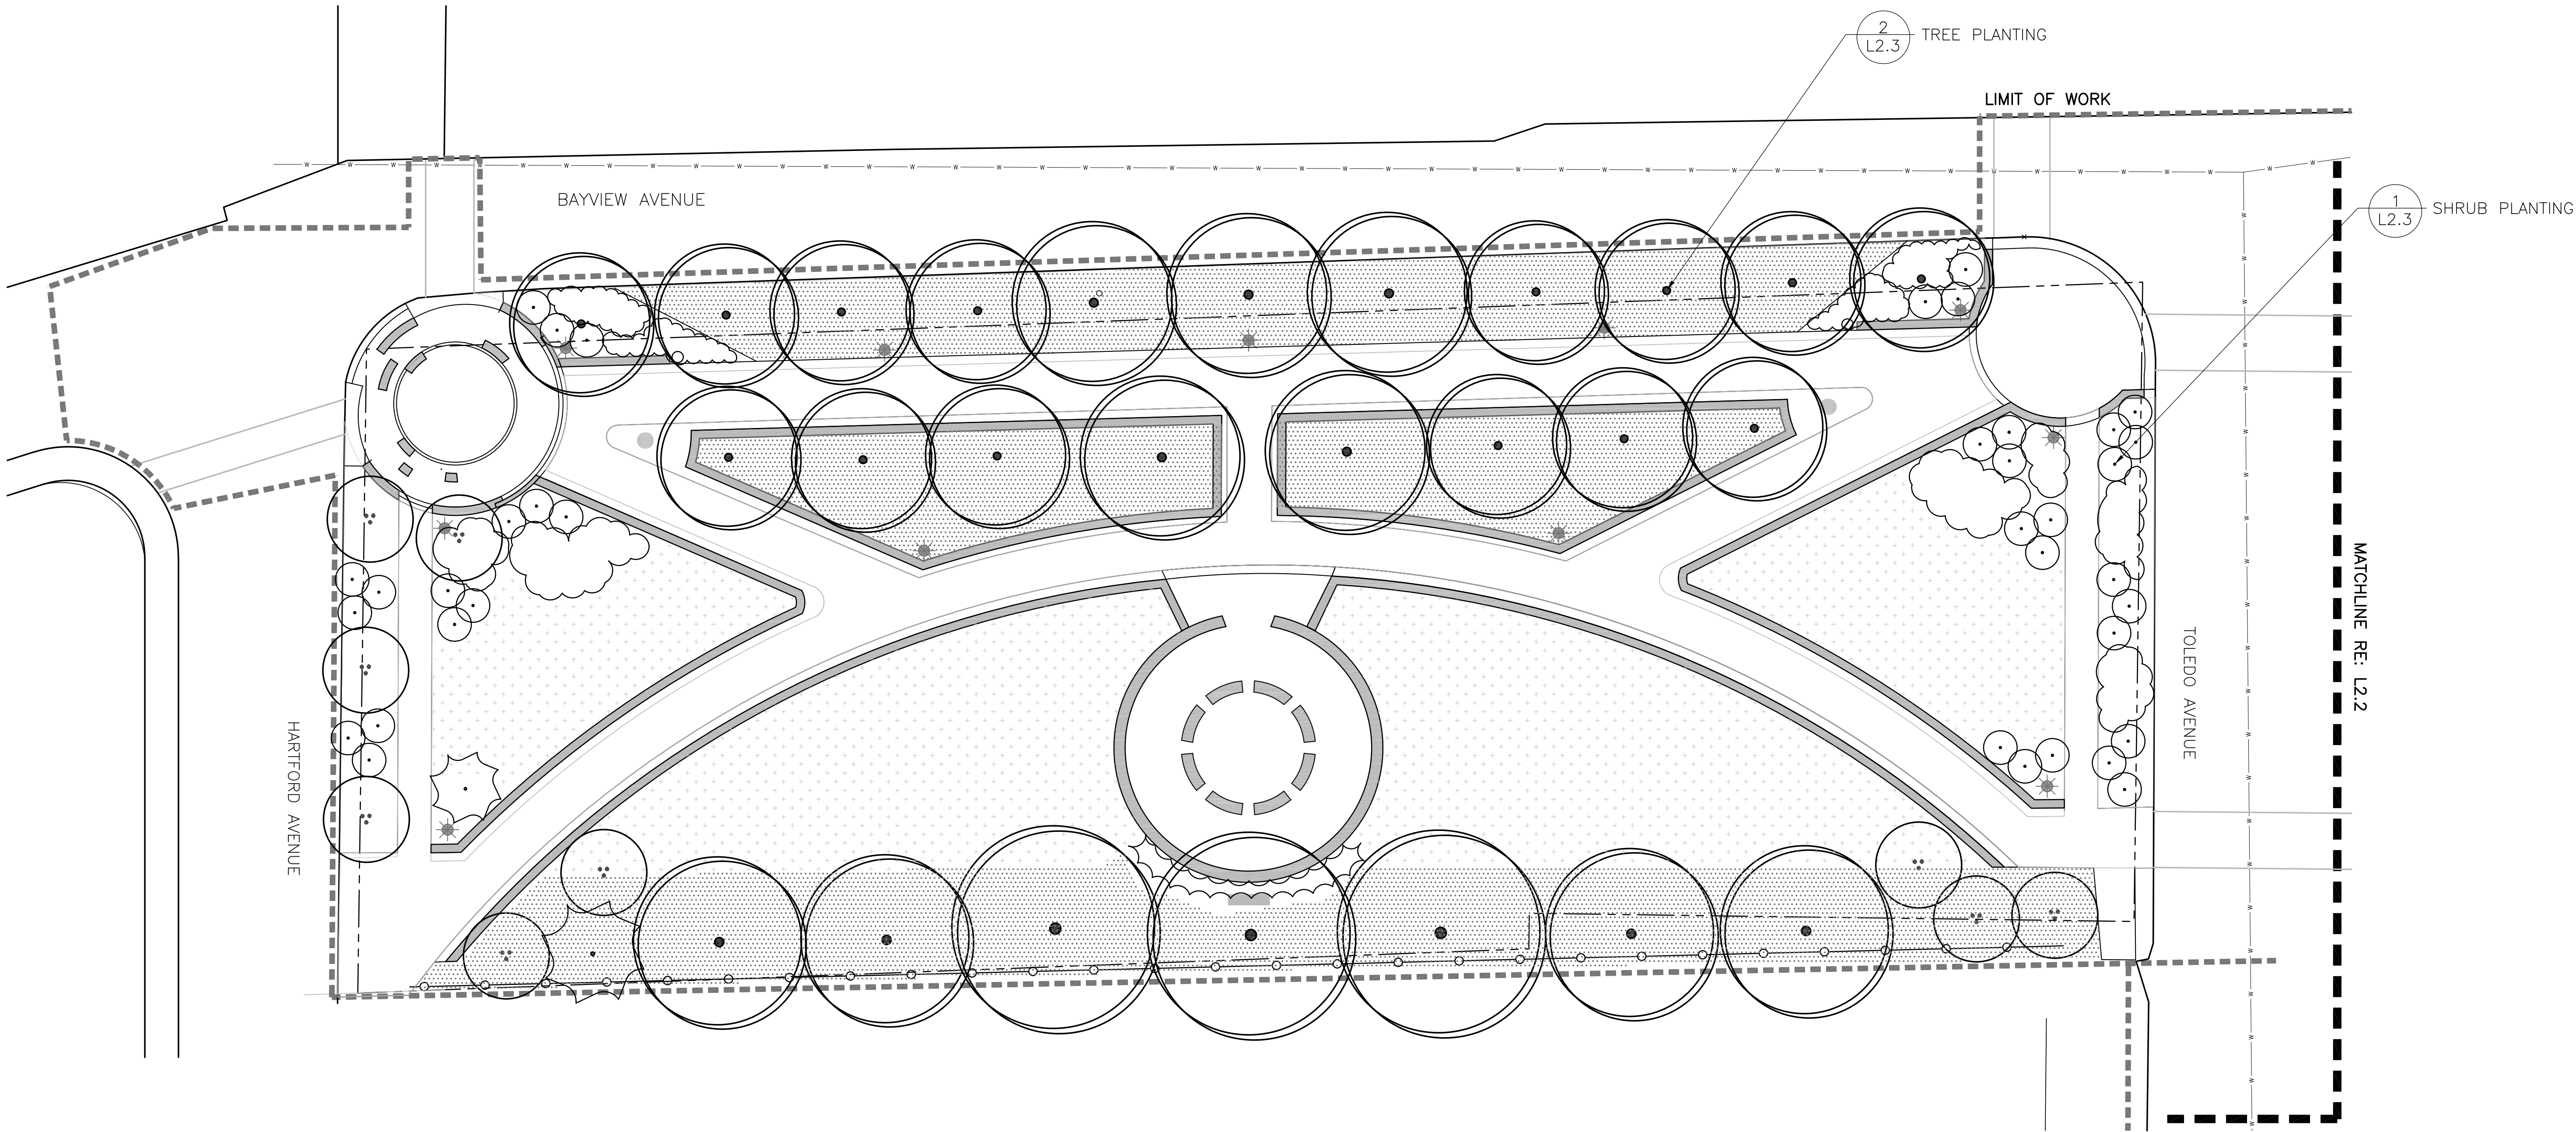 2
L2.3
TREE PLANTING
LIMIT OF WORK
BAYVIEW AVENUE
1
L2.3
SHRUB PLANTING
MATCHLINE RE: L2.2
TOLEDO AVENUE
HARTFORD AVENUE
W W W W W W W W W W W W W W W W W W W W W W W W W W W W W W W W W W W W W W W W W W W W W W W W
W W W W W W W W W W W W